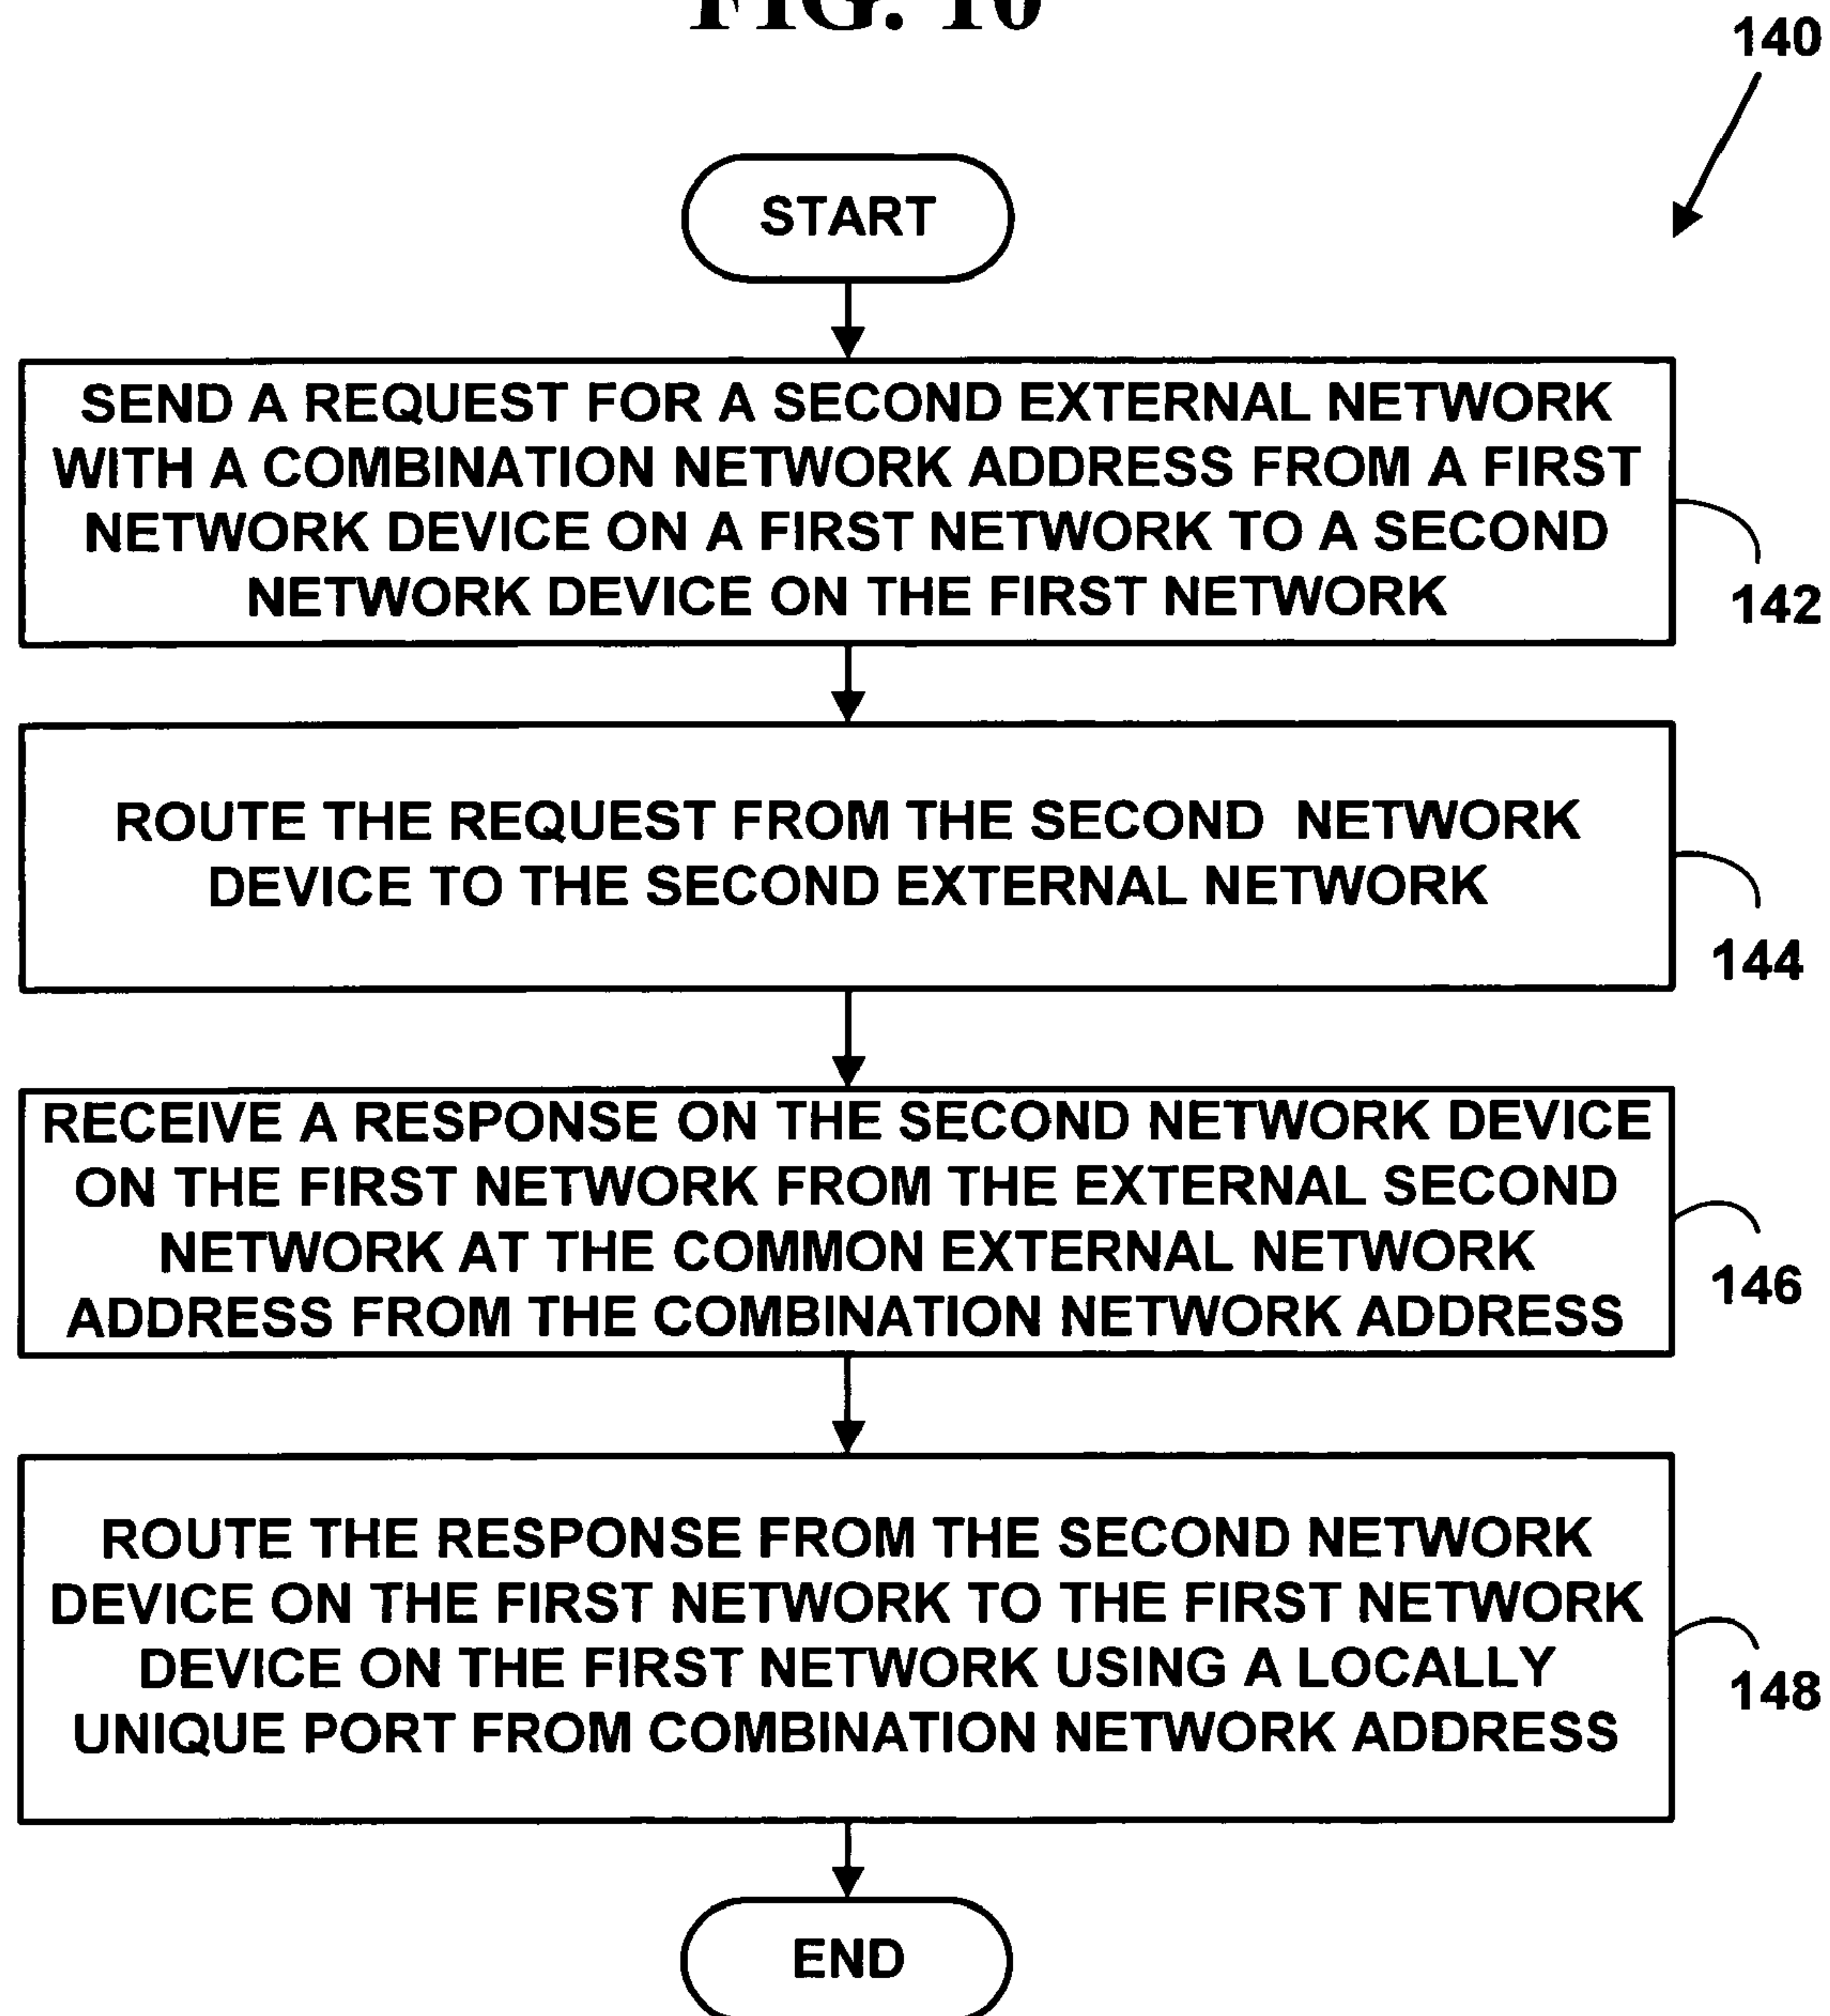 FIG. 10
140
START
SEND A REQUEST FOR A SECOND EXTERNAL NETWORK
WITH A COMBINATION NETWORK ADDRESS FROM A FIRST
NETWORK DEVICE ON A FIRST NETWORK TO A SECOND
NETWORK DEVICE ON THE FIRST NETWORK
142
ROUTE THE REQUEST FROM THE SECOND NETWORK
DEVICE TO THE SECOND EXTERNAL NETWORK
144
RECEIVE A RESPONSE ON THE SECOND NETWORK DEVICE
ON THE FIRST NETWORK FROM THE EXTERNAL SECOND
NETWORK AT THE COMMON EXTERNAL NETWORK
ADDRESS FROM THE COMBINATION NETWORK ADDRESS
146
ROUTE THE RESPONSE FROM THE SECOND NETWORK
DEVICE ON THE FIRST NETWORK TO THE FIRST NETWORK
DEVICE ON THE FIRST NETWORK USING A LOCALLY
UNIQUE PORT FROM COMBINATION NETWORK ADDRESS
148
END